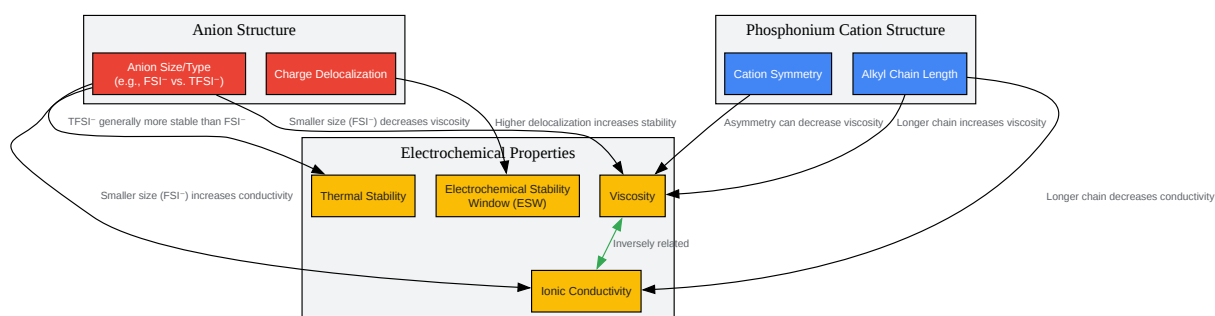 Anion Structure
Phosphonium Cation Structure
Anion Size/Type
(e.g., FSI⁻ vs. TFSI⁻)
Charge Delocalization
Cation Symmetry
Alkyl Chain Length
TFSI⁻ generally more stable than FSI⁻
Smaller size (FSI⁻) decreases viscosity
Higher delocalization increases stability
Asymmetry can decrease viscosity
Longer chain increases viscosity
Electrochemical Properties
Thermal Stability
Electrochemical Stability
Window (ESW)
Viscosity
Smaller size (FSI⁻) increases conductivity
Longer chain decreases conductivity
Inversely related
Ionic Conductivity